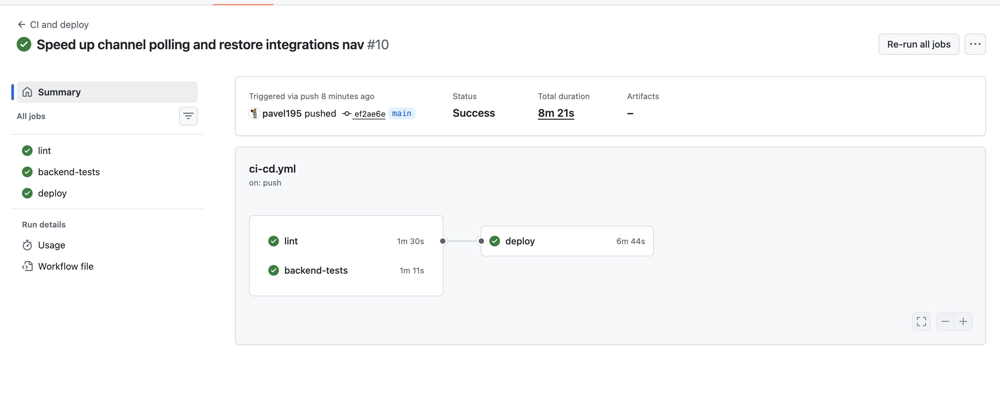 CI and deploy
Speed up channel polling and restore integrations nav #10
Re-run all jobs
Summary
All jobs
lint
backend-tests
deploy
Run details
Usage
Workflow file
Triggered via push 8 minutes ago
pavel195 pushed ef2ae6e main
Status
Success
Total duration
8m 21s
Artifacts
–
ci-cd.yml
on: push
lint 1m 30s
backend-tests 1m 11s
deploy 6m 44s